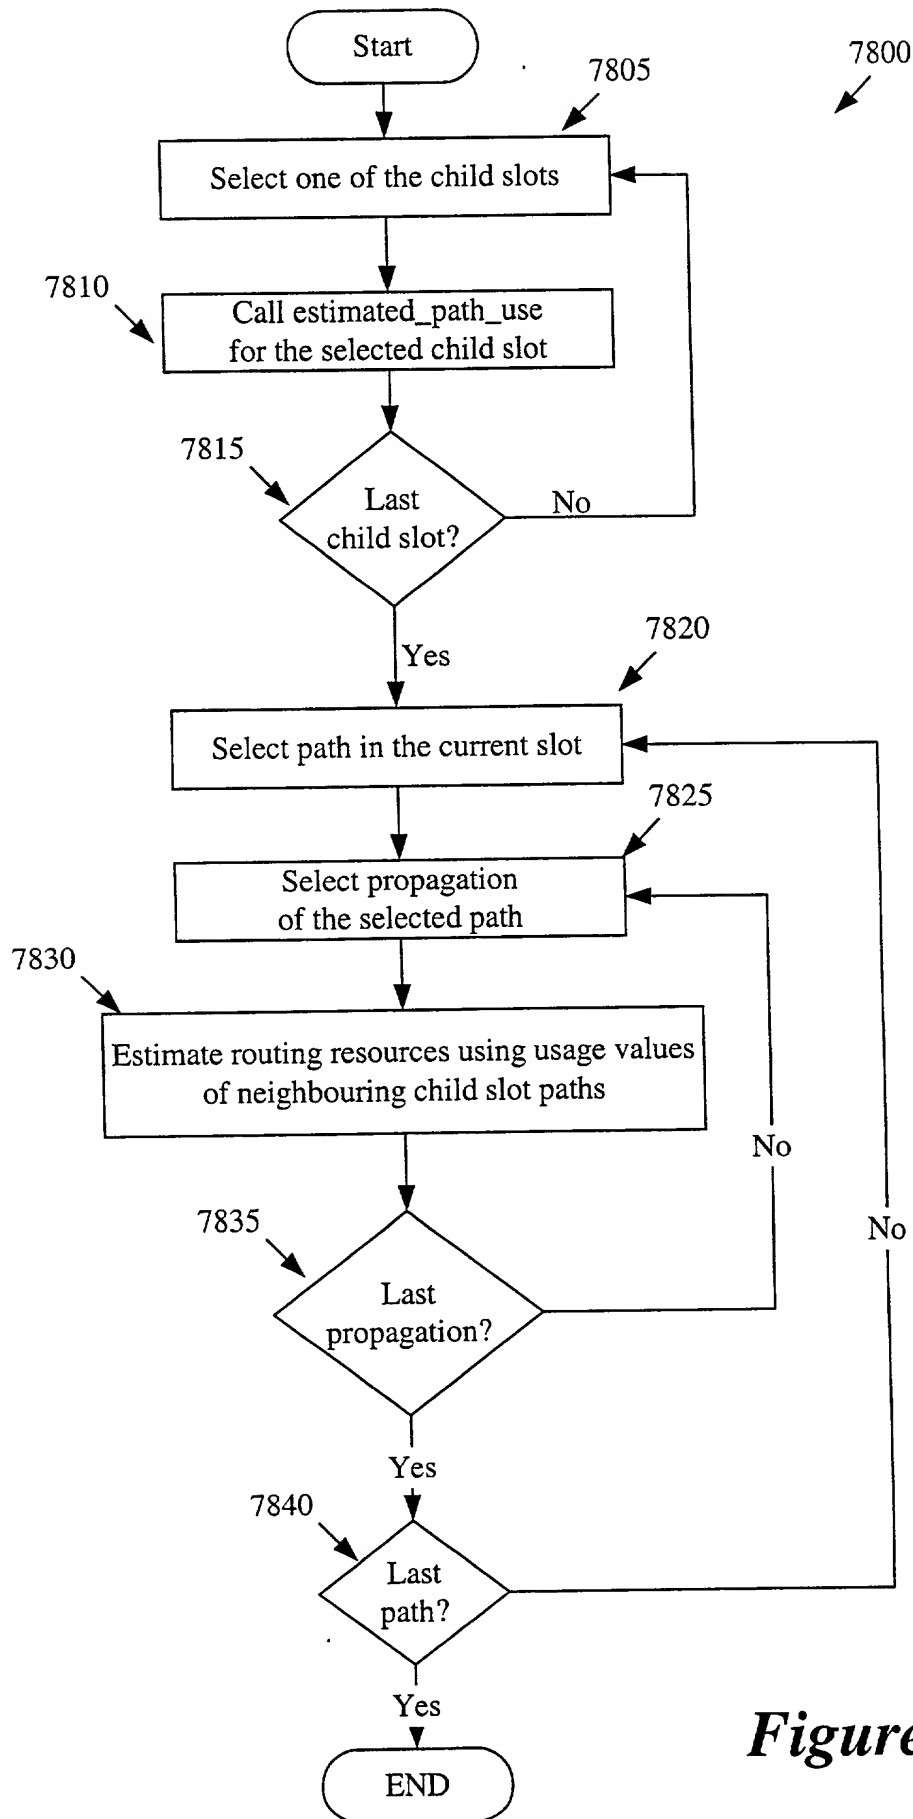 Start
7800
7805
Select one of the child slots
7810
Call estimated_path_use
for the selected child slot
7815
Last
child slot?
No
Yes
7820
Select path in the current slot
7825
Select propagation
of the selected path
7830
Estimate routing resources using usage values
of neighbouring child slot paths
No
No
7835
Last
propagation?
Yes
7840
Last
path?
Yes
END
Figure